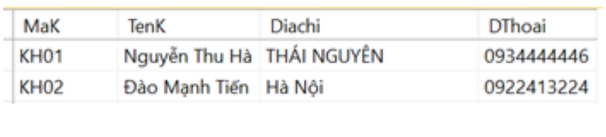 MaK TenK Diachi DThoai
KH01 Nguyễn Thu Hà THÁI NGUYÊN 0934444446
KH02 Đào Mạnh Tiến Hà Nội 0922413224